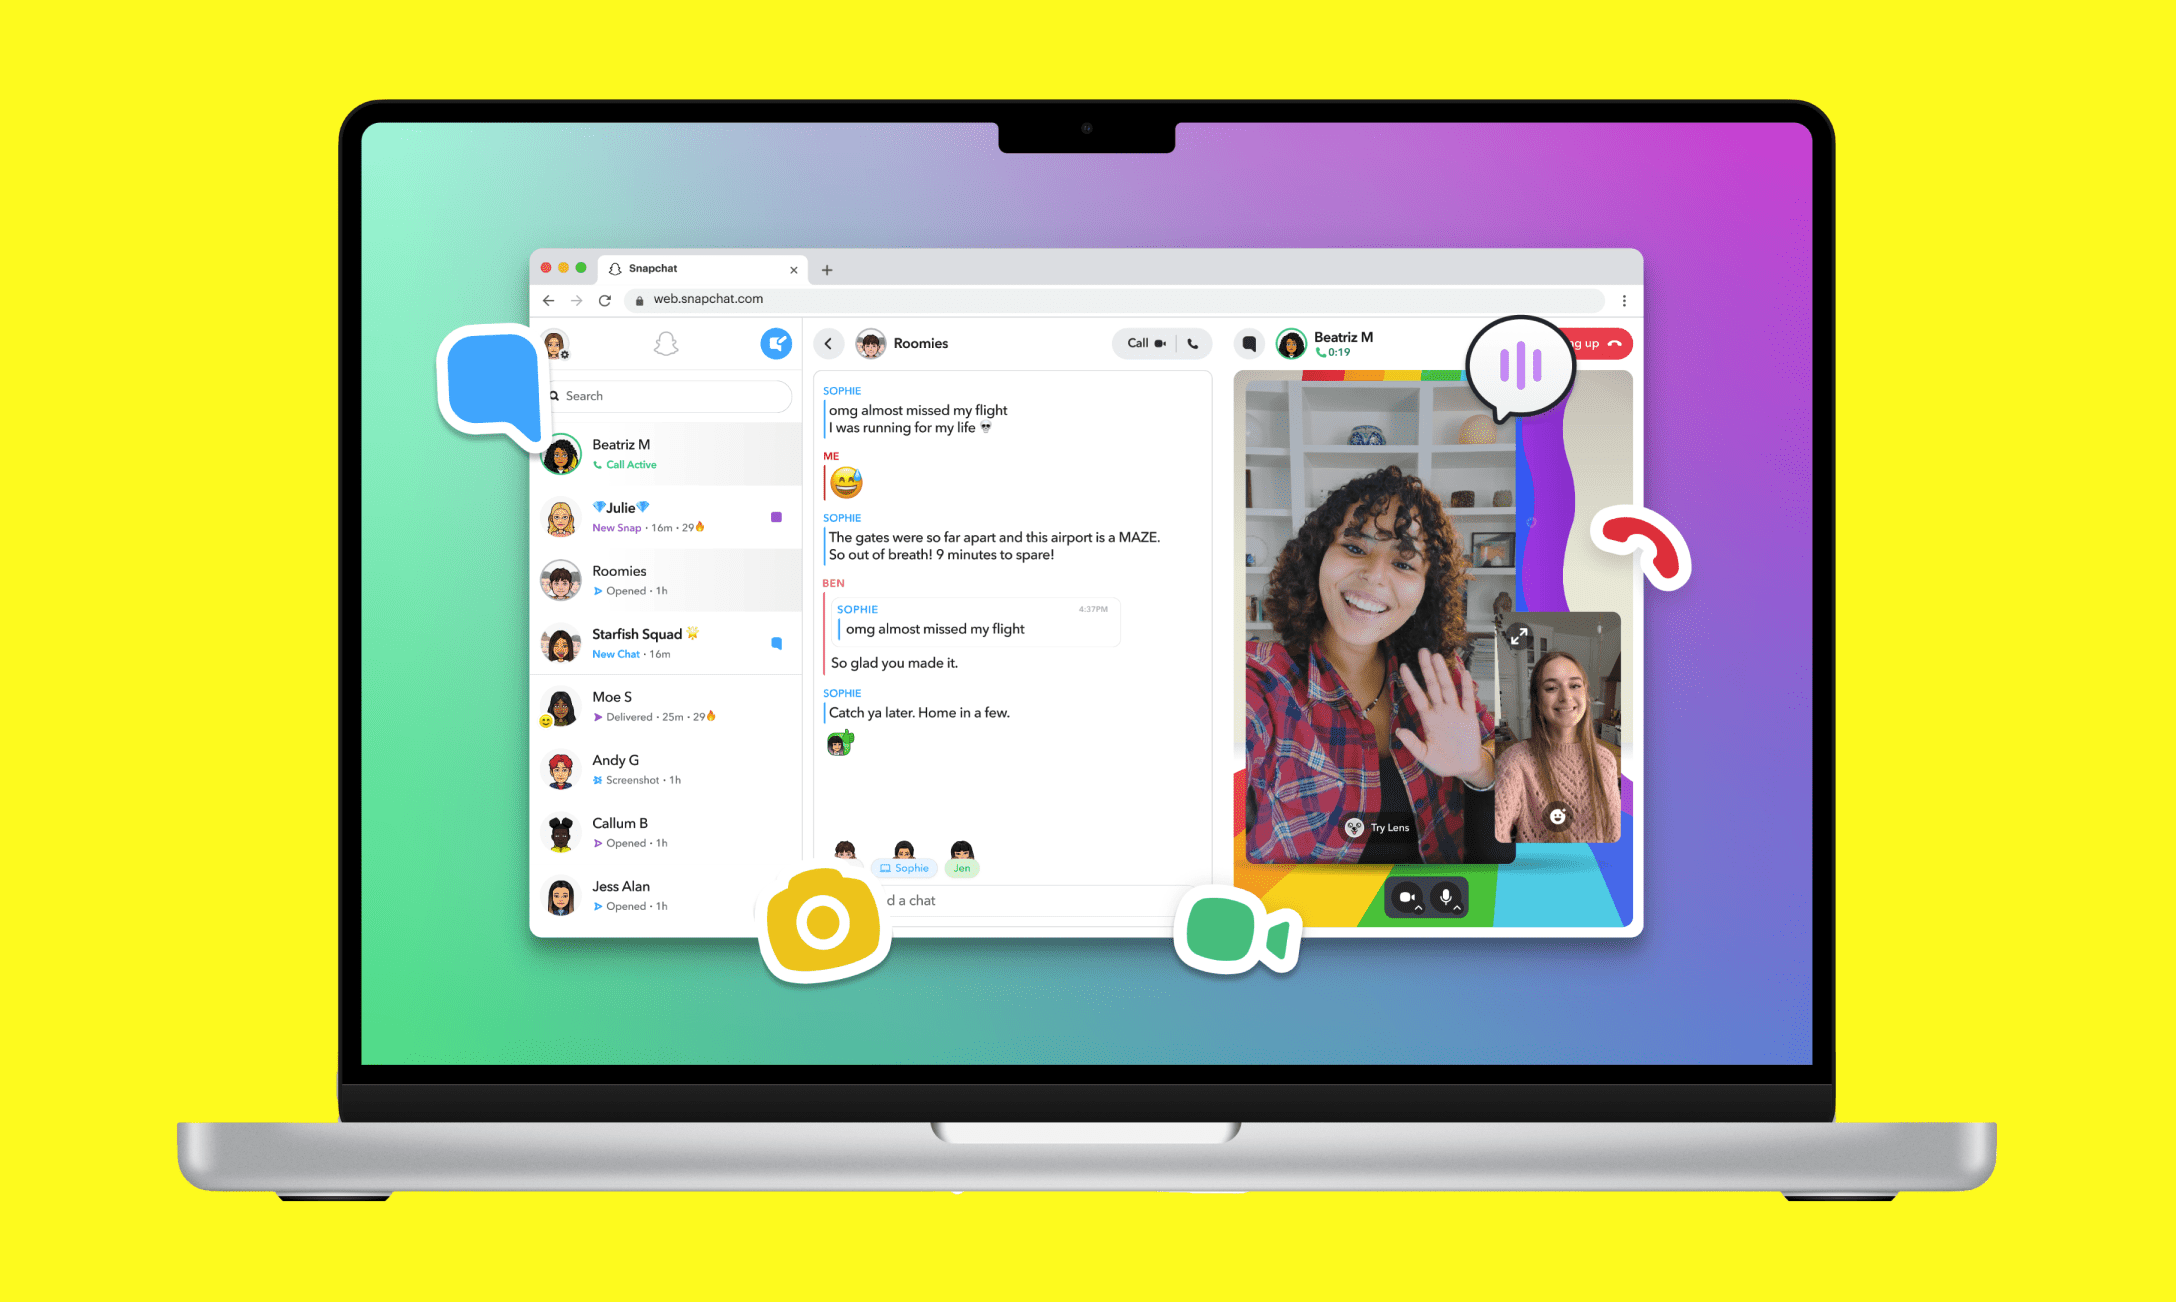 Snapchat
web.snapchat.com
Search
Beatriz M
Call Active
Julie
New Snap · 16m · 29
Roomies
Opened · 1h
Starfish Squad
New Chat · 16m
Moe S
Delivered · 25m · 29
Andy G
Screenshot · 1h
Callum B
Opened · 1h
Jess Alan
Opened · 1h
Roomies
Call
SOPHIE
omg almost missed my flight
I was running for my life
ME
SOPHIE
The gates were so far apart and this airport is a MAZE.
So out of breath! 9 minutes to spare!
BEN
SOPHIE 4:37PM
omg almost missed my flight
So glad you made it.
SOPHIE
Catch ya later. Home in a few.
Sophie
Jen
d a chat
Beatriz M
0:19
ng up
Try Lens